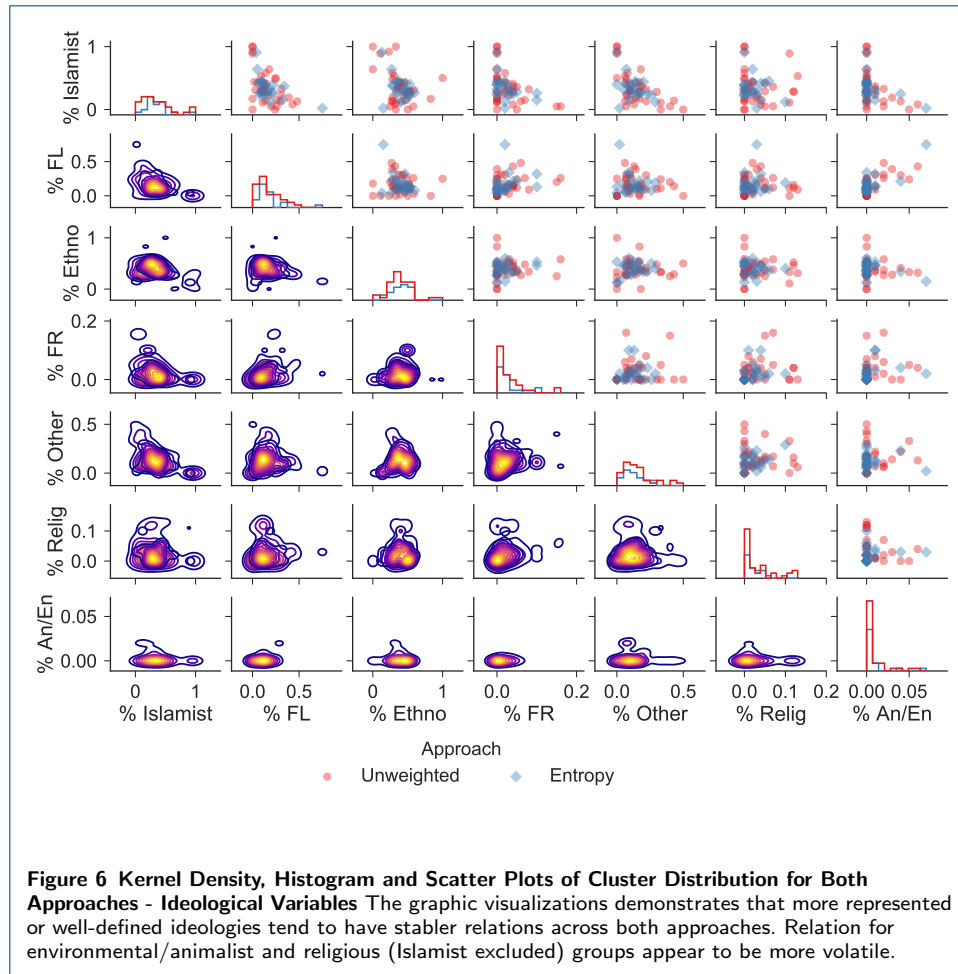 % Islamist
1
0
% FL
0.5
0.0
% Ethno
1
0
% FR
0.2
0.0
% Other
0.5
0.0
% Relig
0.1
0.0
% An/En
0.05
0.00
0 1
0.0 0.5
0 1
0.0 0.2
0.0 0.5
0.0 0.1 0.2
0.00 0.05
% Islamist
% FL
% Ethno
% FR
% Other
% Relig
% An/En
Approach
Unweighted
Entropy
Figure 6 Kernel Density, Histogram and Scatter Plots of Cluster Distribution for Both
Approaches - Ideological Variables The graphic visualizations demonstrates that more represented
or well-defined ideologies tend to have stabler relations across both approaches. Relation for
environmental/animalist and religious (Islamist excluded) groups appear to be more volatile.